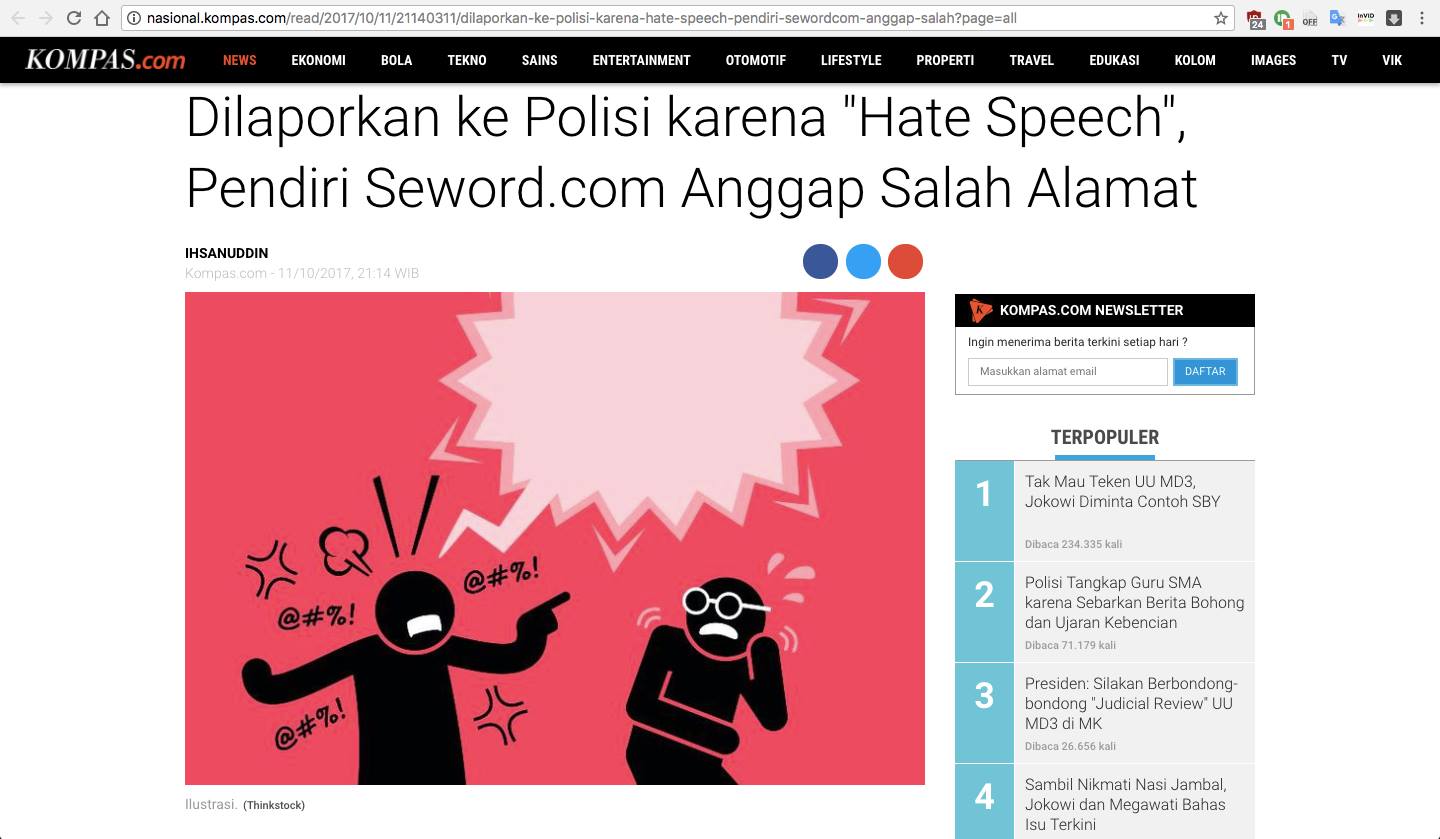 nasional.kompas.com/read/2017/10/11/21140311/dilaporkan-ke-polisi-karena-hate-speech-pendiri-sewordcom-anggap-salah?page=all
24
1
OFF
InVID
KOMPAS.com
NEWS
EKONOMI
BOLA
TEKNO
SAINS
ENTERTAINMENT
OTOMOTIF
LIFESTYLE
PROPERTI
TRAVEL
EDUKASI
KOLOM
IMAGES
TV
VIK
Dilaporkan ke Polisi karena "Hate Speech",
Pendiri Seword.com Anggap Salah Alamat
IHSANUDDIN
Kompas.com - 11/10/2017, 21:14 WIB
@#%!
@#%!
@#%!
Ilustrasi. (Thinkstock)
K
KOMPAS.COM NEWSLETTER
Ingin menerima berita terkini setiap hari ?
Masukkan alamat email
DAFTAR
TERPOPULER
1
Tak Mau Teken UU MD3,
Jokowi Diminta Contoh SBY
Dibaca 234.335 kali
2
Polisi Tangkap Guru SMA
karena Sebarkan Berita Bohong
dan Ujaran Kebencian
Dibaca 71.179 kali
3
Presiden: Silakan Berbondong-
bondong "Judicial Review" UU
MD3 di MK
Dibaca 26.656 kali
4
Sambil Nikmati Nasi Jambal,
Jokowi dan Megawati Bahas
Isu Terkini